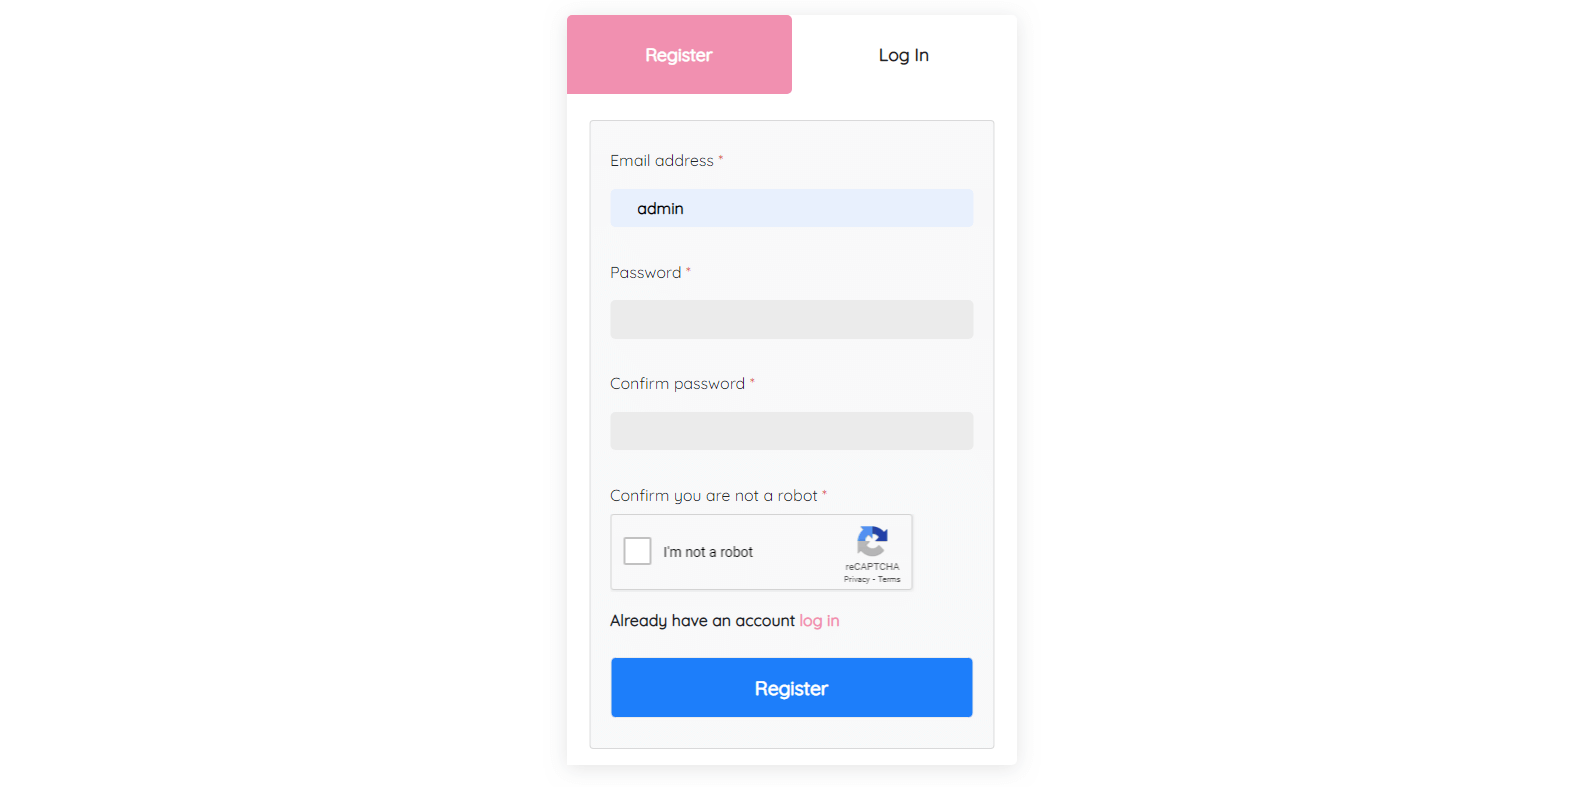 Register
Log In
Email address *
admin
Password *
Confirm password *
Confirm you are not a robot *
I'm not a robot
reCAPTCHA
Privacy - Terms
Already have an account log in
Register